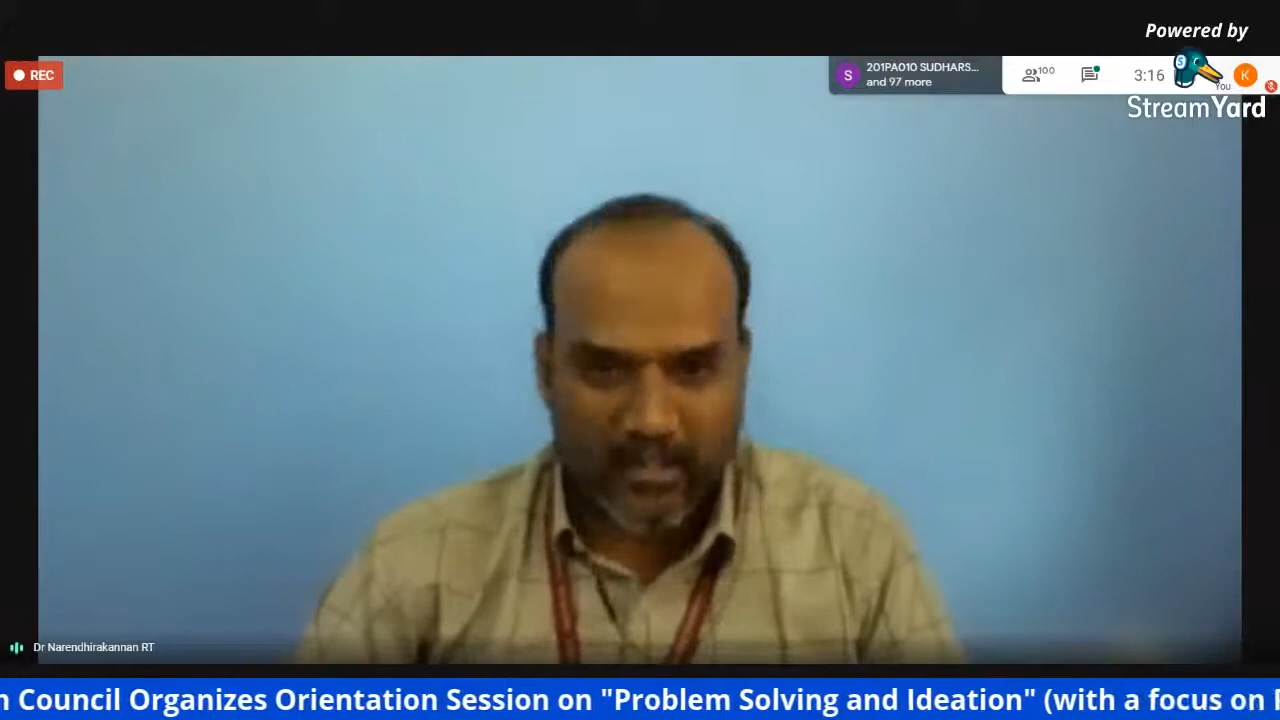 Powered by
REC
S
201PA010 SUDHARS...
and 97 more
100
3:16
S
You
K
StreamYard
Dr Narendhirakannan RT
Council Organizes Orientation Session on "Problem Solving and Ideation" (with a focus on